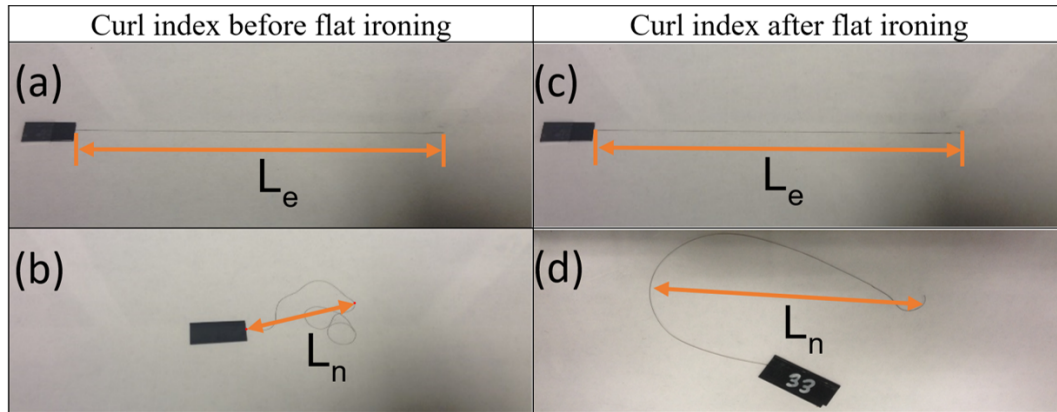 Curl index before flat ironing
Curl index after flat ironing
(a)
Le
(c)
Le
(b)
Ln
(d)
Ln
33